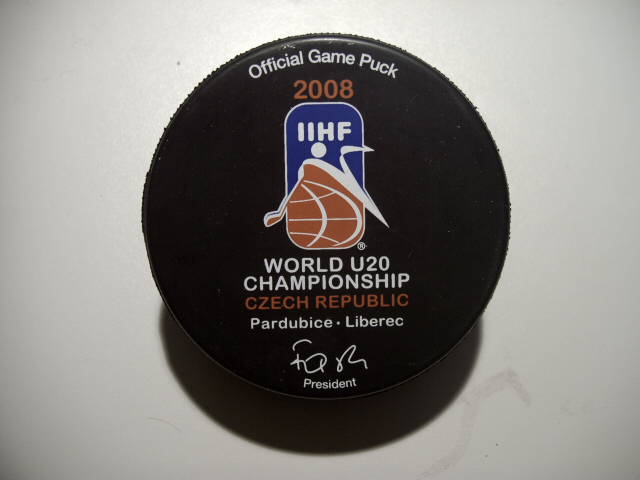 Official Game Puck
2008
IIHF
®
WORLD U20
CHAMPIONSHIP
CZECH REPUBLIC
Pardubice · Liberec
President